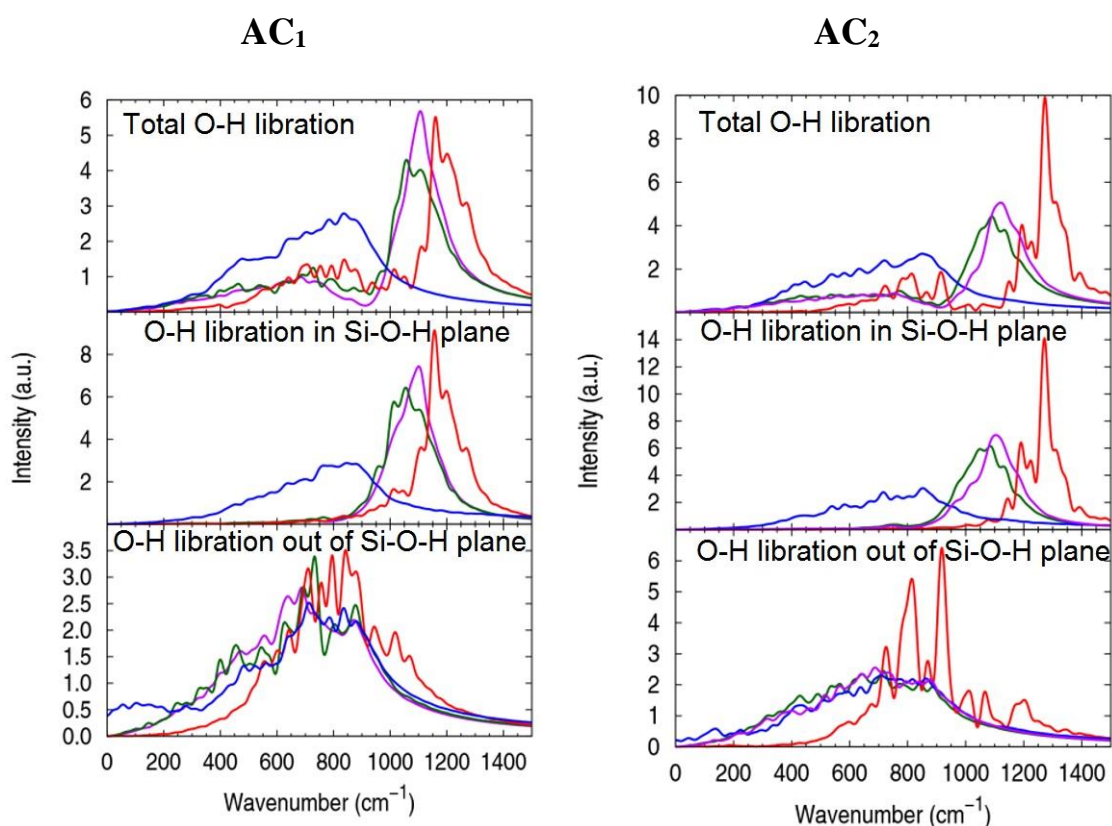 AC₁
AC₂
6
5
4
3
2
1
Total O-H libration
8
6
4
2
O-H libration in Si-O-H plane
3.5
3.0
2.5
2.0
1.5
1.0
0.5
0.0
O-H libration out of Si-O-H plane
Intensity (a.u.)
0 200 400 600 800 1000 1200 1400
Wavenumber (cm⁻¹)
10
8
6
4
2
Total O-H libration
14
12
10
8
6
4
2
O-H libration in Si-O-H plane
6
5
4
3
2
1
0
O-H libration out of Si-O-H plane
Intensity (a.u.)
0 200 400 600 800 1000 1200 1400
Wavenumber (cm⁻¹)